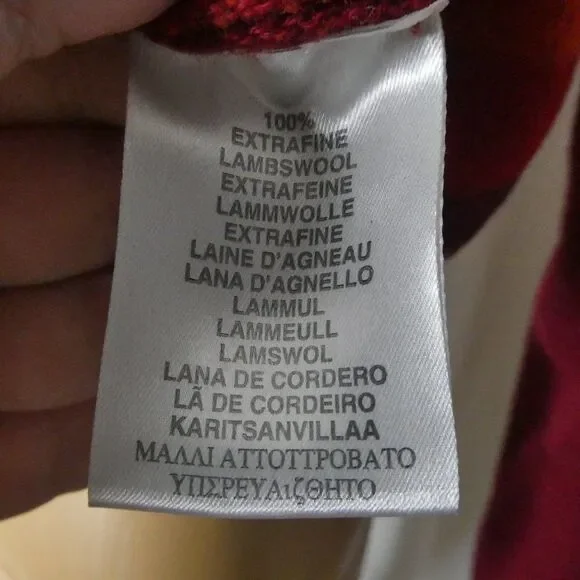 100%
EXTRAFINE
LAMBSWOOL
EXTRAFEINE
LAMMWOLLE
EXTRAFINE
LAINE D'AGNEAU
LANA D'AGNELLO
LAMMUL
LAMMEULL
LAMSWOL
LANA DE CORDERO
LÃ DE CORDEIRO
KARITSANVILLAA
ΜΑΛΛΙ ΑΤΤΟΤΤΡΟΒΑΤΟ
ΥΠΣΡΕΥΑιζΘΗΤΟ